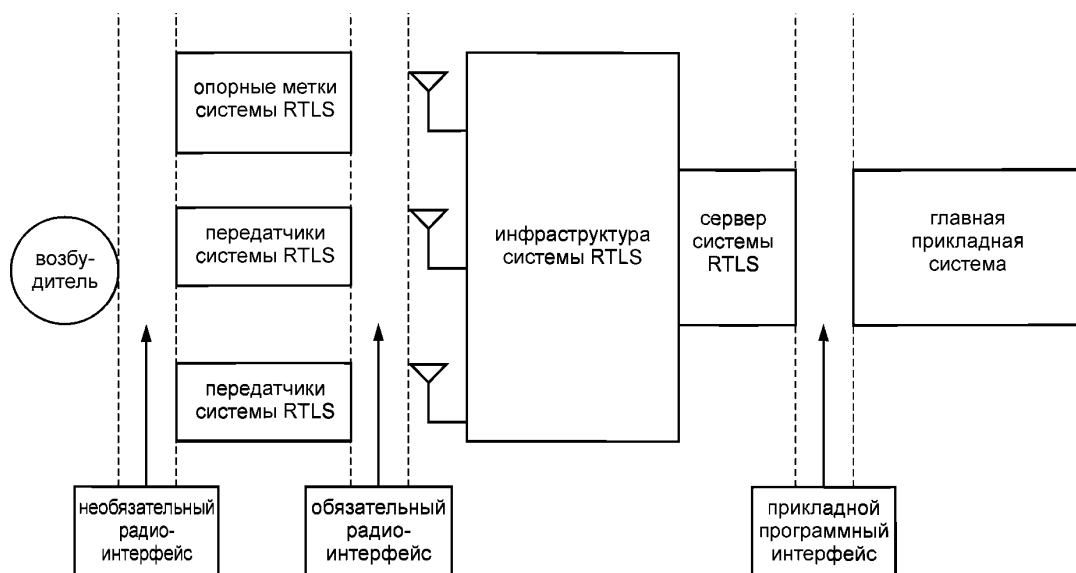 опорные метки
системы RTLS
возбу-
дитель
передатчики
системы RTLS
передатчики
системы RTLS
инфраструктура
системы RTLS
сервер
системы
RTLS
главная
прикладная
система
необязательный
радио-
интерфейс
обязательный
радио-
интерфейс
прикладной
программный
интерфейс